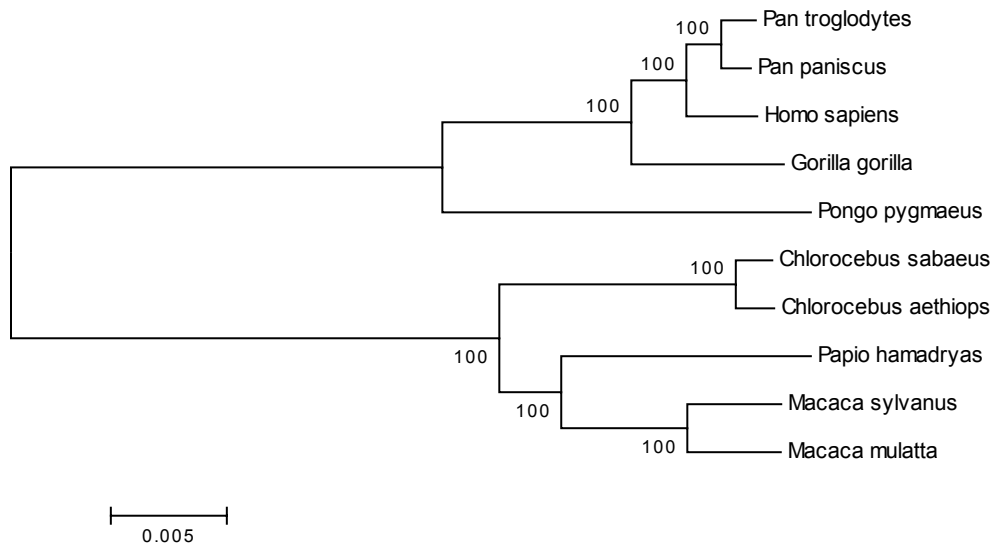 100
Pan troglodytes
100
Pan paniscus
100
Homo sapiens
Gorilla gorilla
Pongo pygmaeus
100
Chlorocebus sabaeus
Chlorocebus aethiops
100
Papio hamadryas
100
Macaca sylvanus
100
Macaca mulatta
0.005